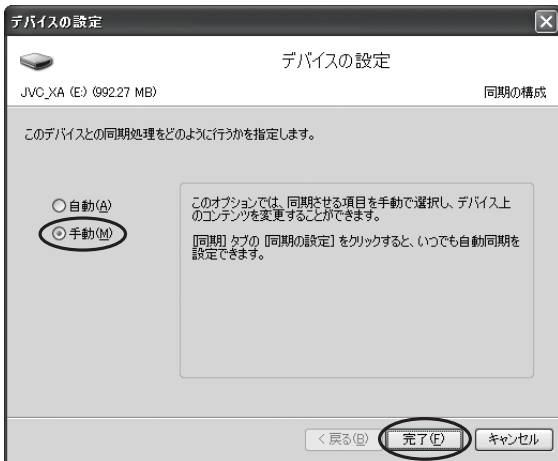 デバイスの設定
デバイスの設定
JVC_XA (E:) (992.27 MB)
同期の構成
このデバイスとの同期処理をどのように行うかを指定します。
自動(A)
手動(M)
このオプションでは、同期させる項目を手動で選択し、デバイス上
のコンテンツを変更することができます。
[同期] タブの [同期の設定] をクリックすると、いつでも自動同期を
設定できます。
< 戻る(B)
完了(F)
キャンセル